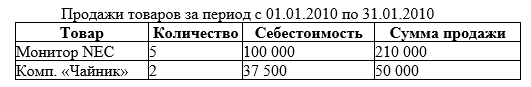 Продажи товаров за период с 01.01.2010 по 31.01.2010
Товар Количество Себестоимость Сумма продажи
Монитор NEC 5 100 000 210 000
Комп. «Чайник» 2 37 500 50 000